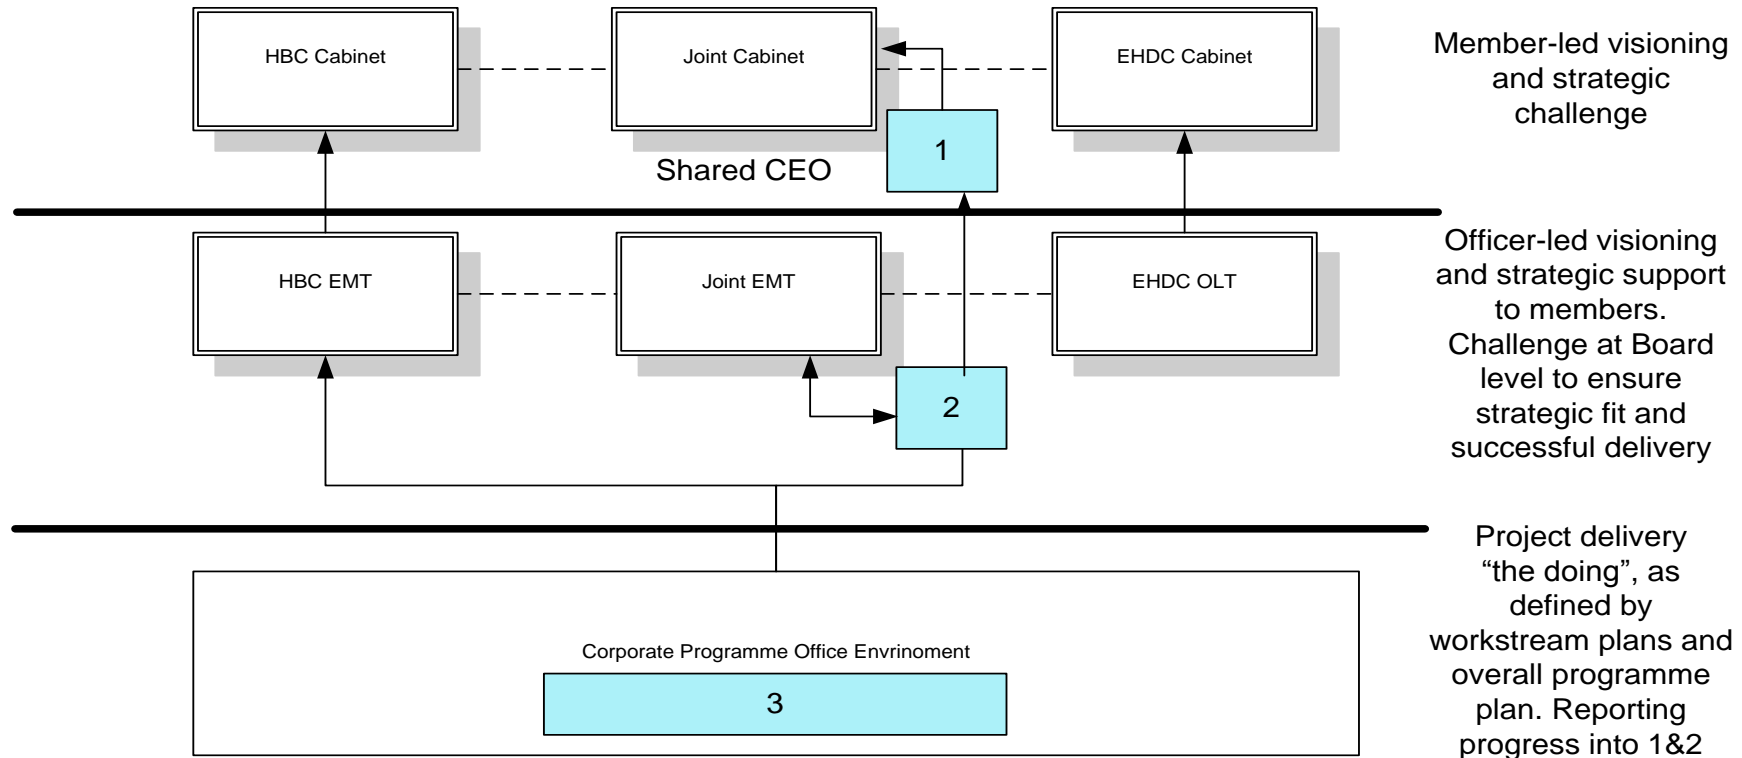 HBC Cabinet
Joint Cabinet
EHDC Cabinet
Member-led visioning
and strategic
challenge
1
Shared CEO
HBC EMT
Joint EMT
EHDC OLT
Officer-led visioning
and strategic support
to members.
Challenge at Board
level to ensure
strategic fit and
successful delivery
2
Project delivery
“the doing”, as
defined by
workstream plans and
overall programme
plan. Reporting
progress into 1&2
Corporate Programme Office Envrinoment
3